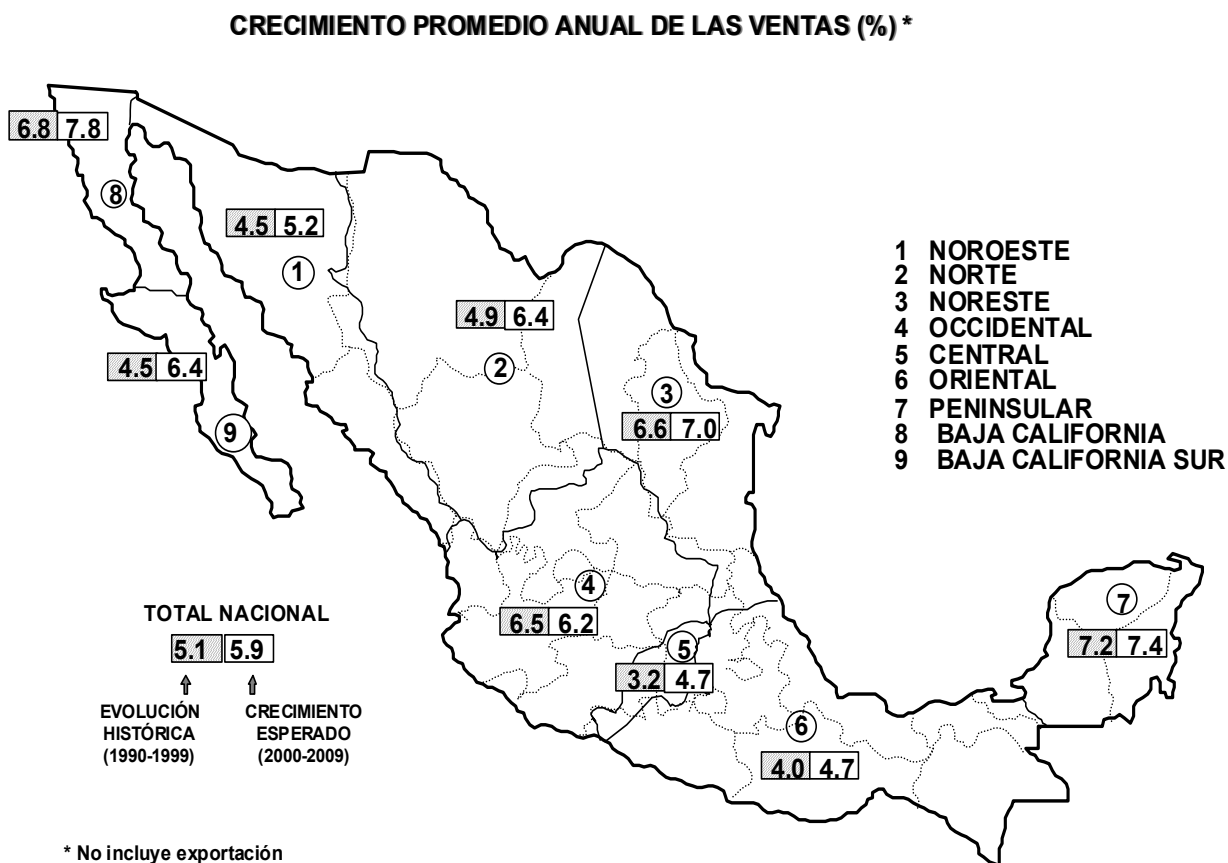 CRECIMIENTO PROMEDIO ANUAL DE LAS VENTAS (%) *
6.8 7.8
8
4.5 5.2
1
1 NOROESTE
2 NORTE
3 NORESTE
4 OCCIDENTAL
5 CENTRAL
6 ORIENTAL
7 PENINSULAR
8 BAJA CALIFORNIA
9 BAJA CALIFORNIA SUR
4.9 6.4
2
4.5 6.4
9
3
6.6 7.0
4
6.5 6.2
5
3.2 4.7
6
4.0 4.7
7
7.2 7.4
TOTAL NACIONAL
5.1 5.9
EVOLUCIÓN
HISTÓRICA
(1990-1999)
CRECIMIENTO
ESPERADO
(2000-2009)
* No incluye exportación